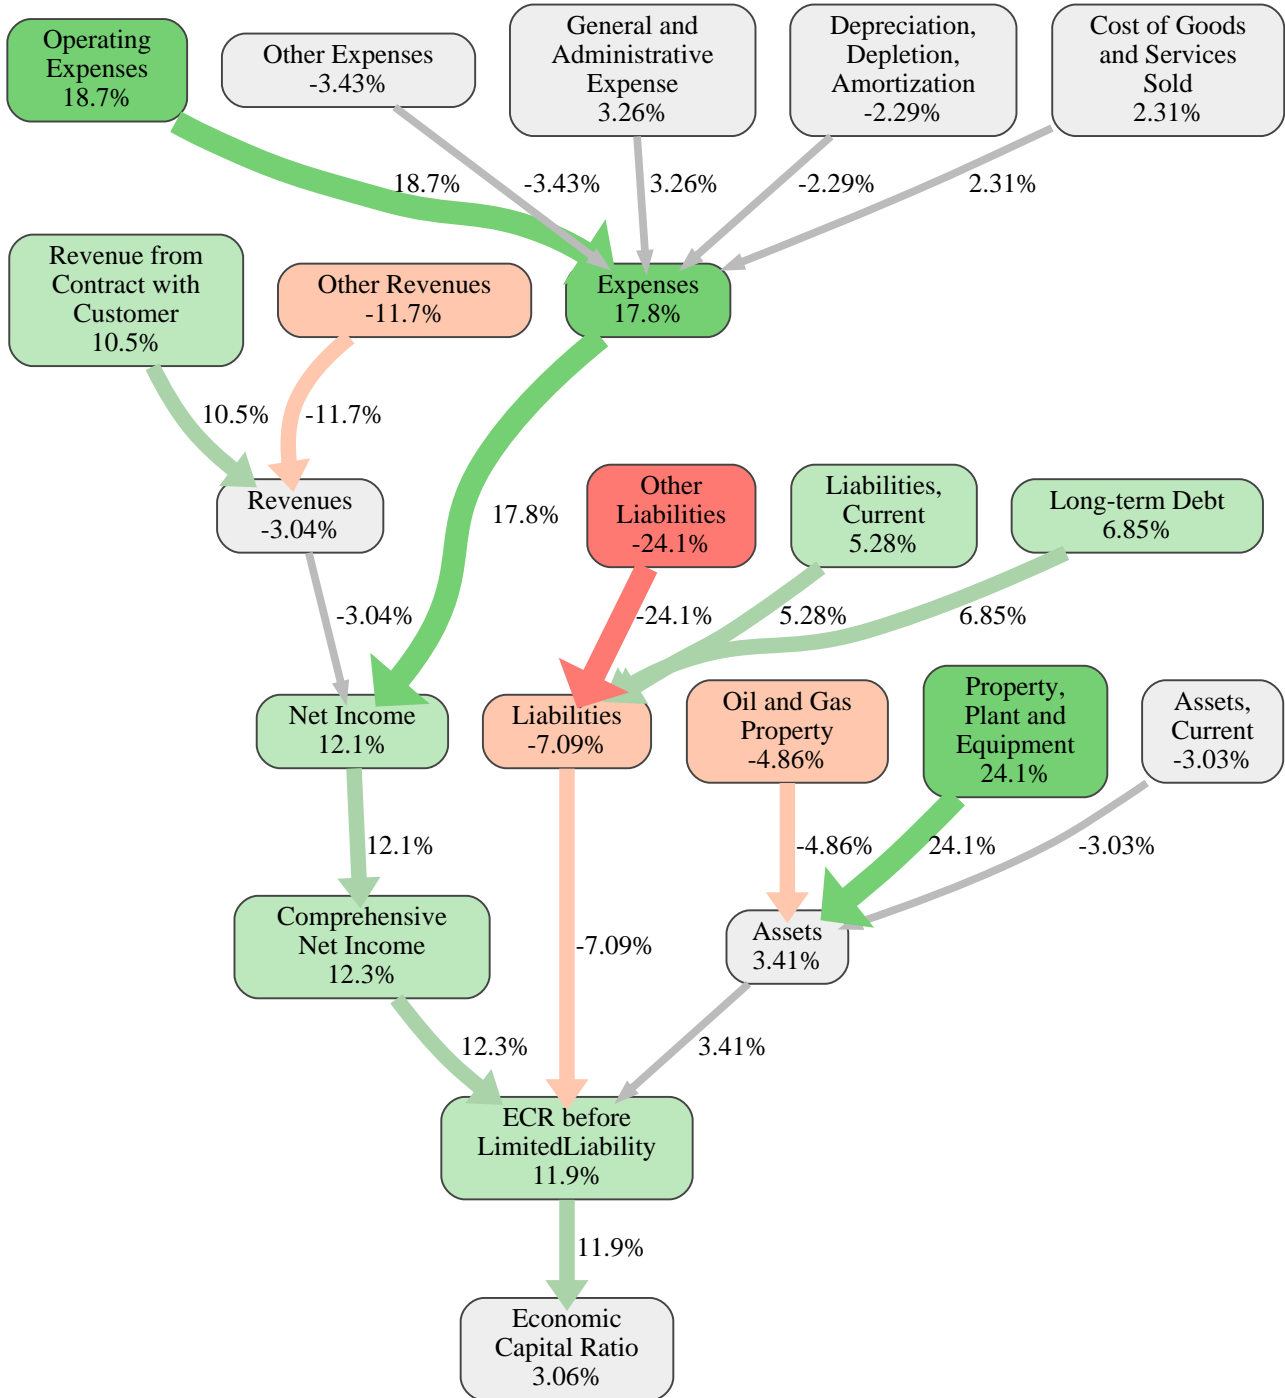 Operating
Expenses
18.7%
Other Expenses
-3.43%
General and
Administrative
Expense
3.26%
Depreciation,
Depletion,
Amortization
-2.29%
Cost of Goods
and Services
Sold
2.31%
18.7%
-3.43%
3.26%
-2.29%
2.31%
Revenue from
Contract with
Customer
10.5%
Other Revenues
-11.7%
Expenses
17.8%
10.5%
-11.7%
17.8%
Revenues
-3.04%
Other
Liabilities
-24.1%
Liabilities,
Current
5.28%
Long-term Debt
6.85%
-3.04%
-24.1%
5.28%
6.85%
Net Income
12.1%
Liabilities
-7.09%
Oil and Gas
Property
-4.86%
Property,
Plant and
Equipment
24.1%
Assets,
Current
-3.03%
12.1%
-4.86%
24.1%
-3.03%
Comprehensive
Net Income
12.3%
-7.09%
Assets
3.41%
12.3%
3.41%
ECR before
LimitedLiability
11.9%
11.9%
Economic
Capital Ratio
3.06%